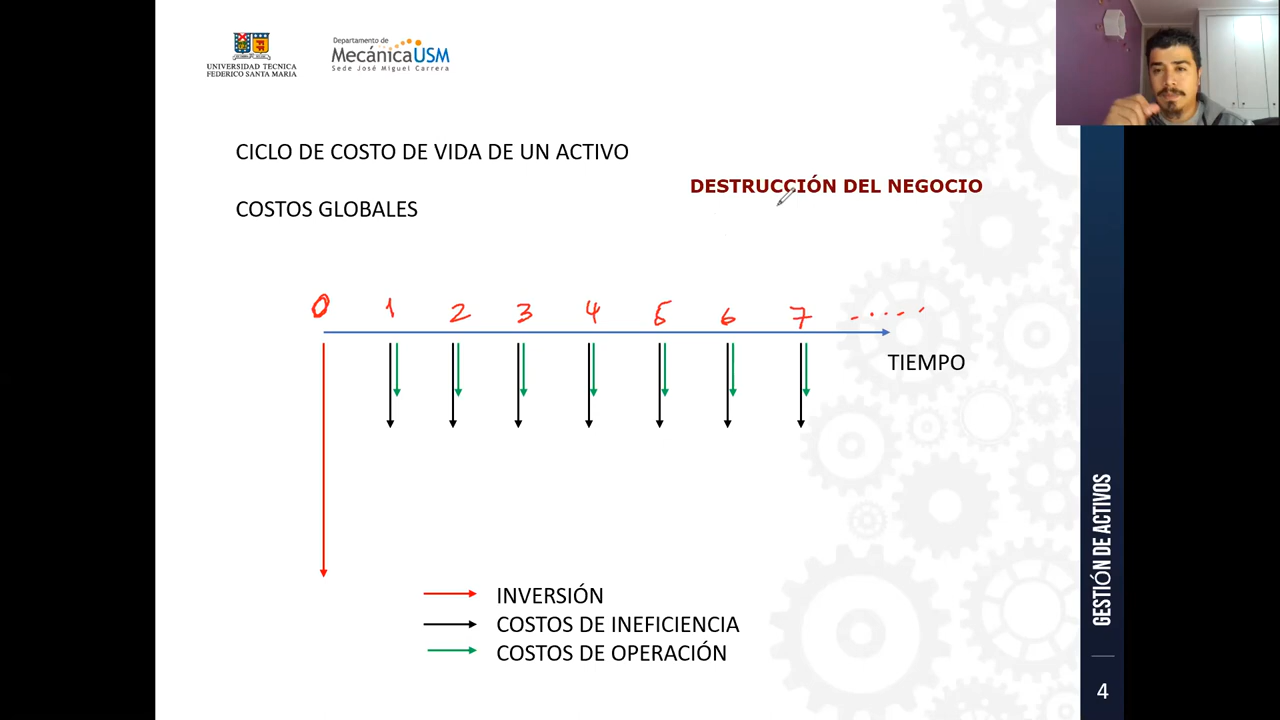 UNIVERSIDAD TECNICA
FEDERICO SANTA MARIA
Departamento de
MecánicaUSM
Sede José Miguel Carrera
CICLO DE COSTO DE VIDA DE UN ACTIVO
DESTRUCCIÓN DEL NEGOCIO
COSTOS GLOBALES
0 1 2 3 4 5 6 7 ......
TIEMPO
INVERSIÓN
COSTOS DE INEFICIENCIA
COSTOS DE OPERACIÓN
GESTIÓN DE ACTIVOS
4